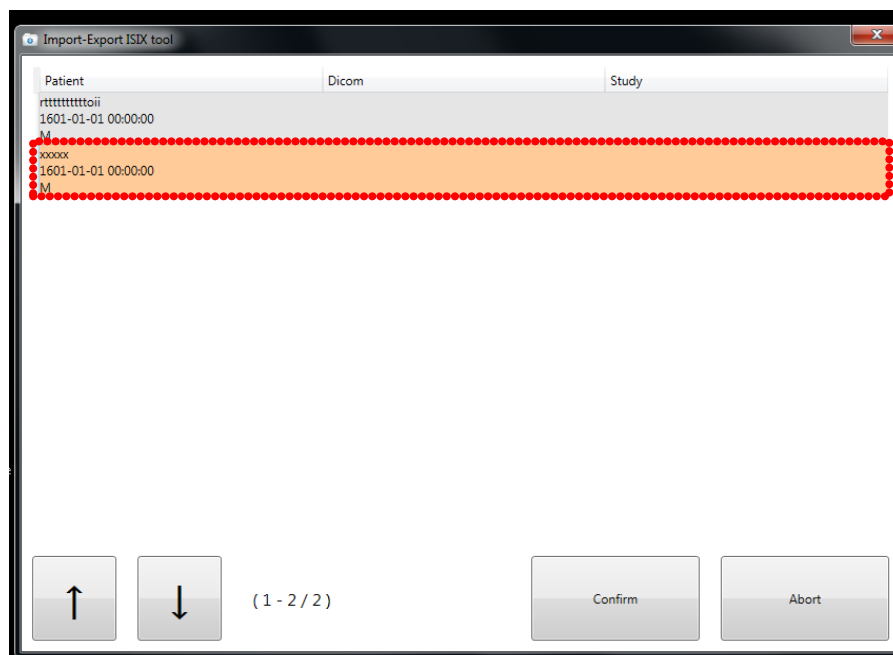 Import-Export ISIX tool
Patient Dicom Study
rtttttttttoii
1601-01-01 00:00:00
M
xxxxx
1601-01-01 00:00:00
M
↑ ↓ ( 1 - 2 / 2 ) Confirm Abort